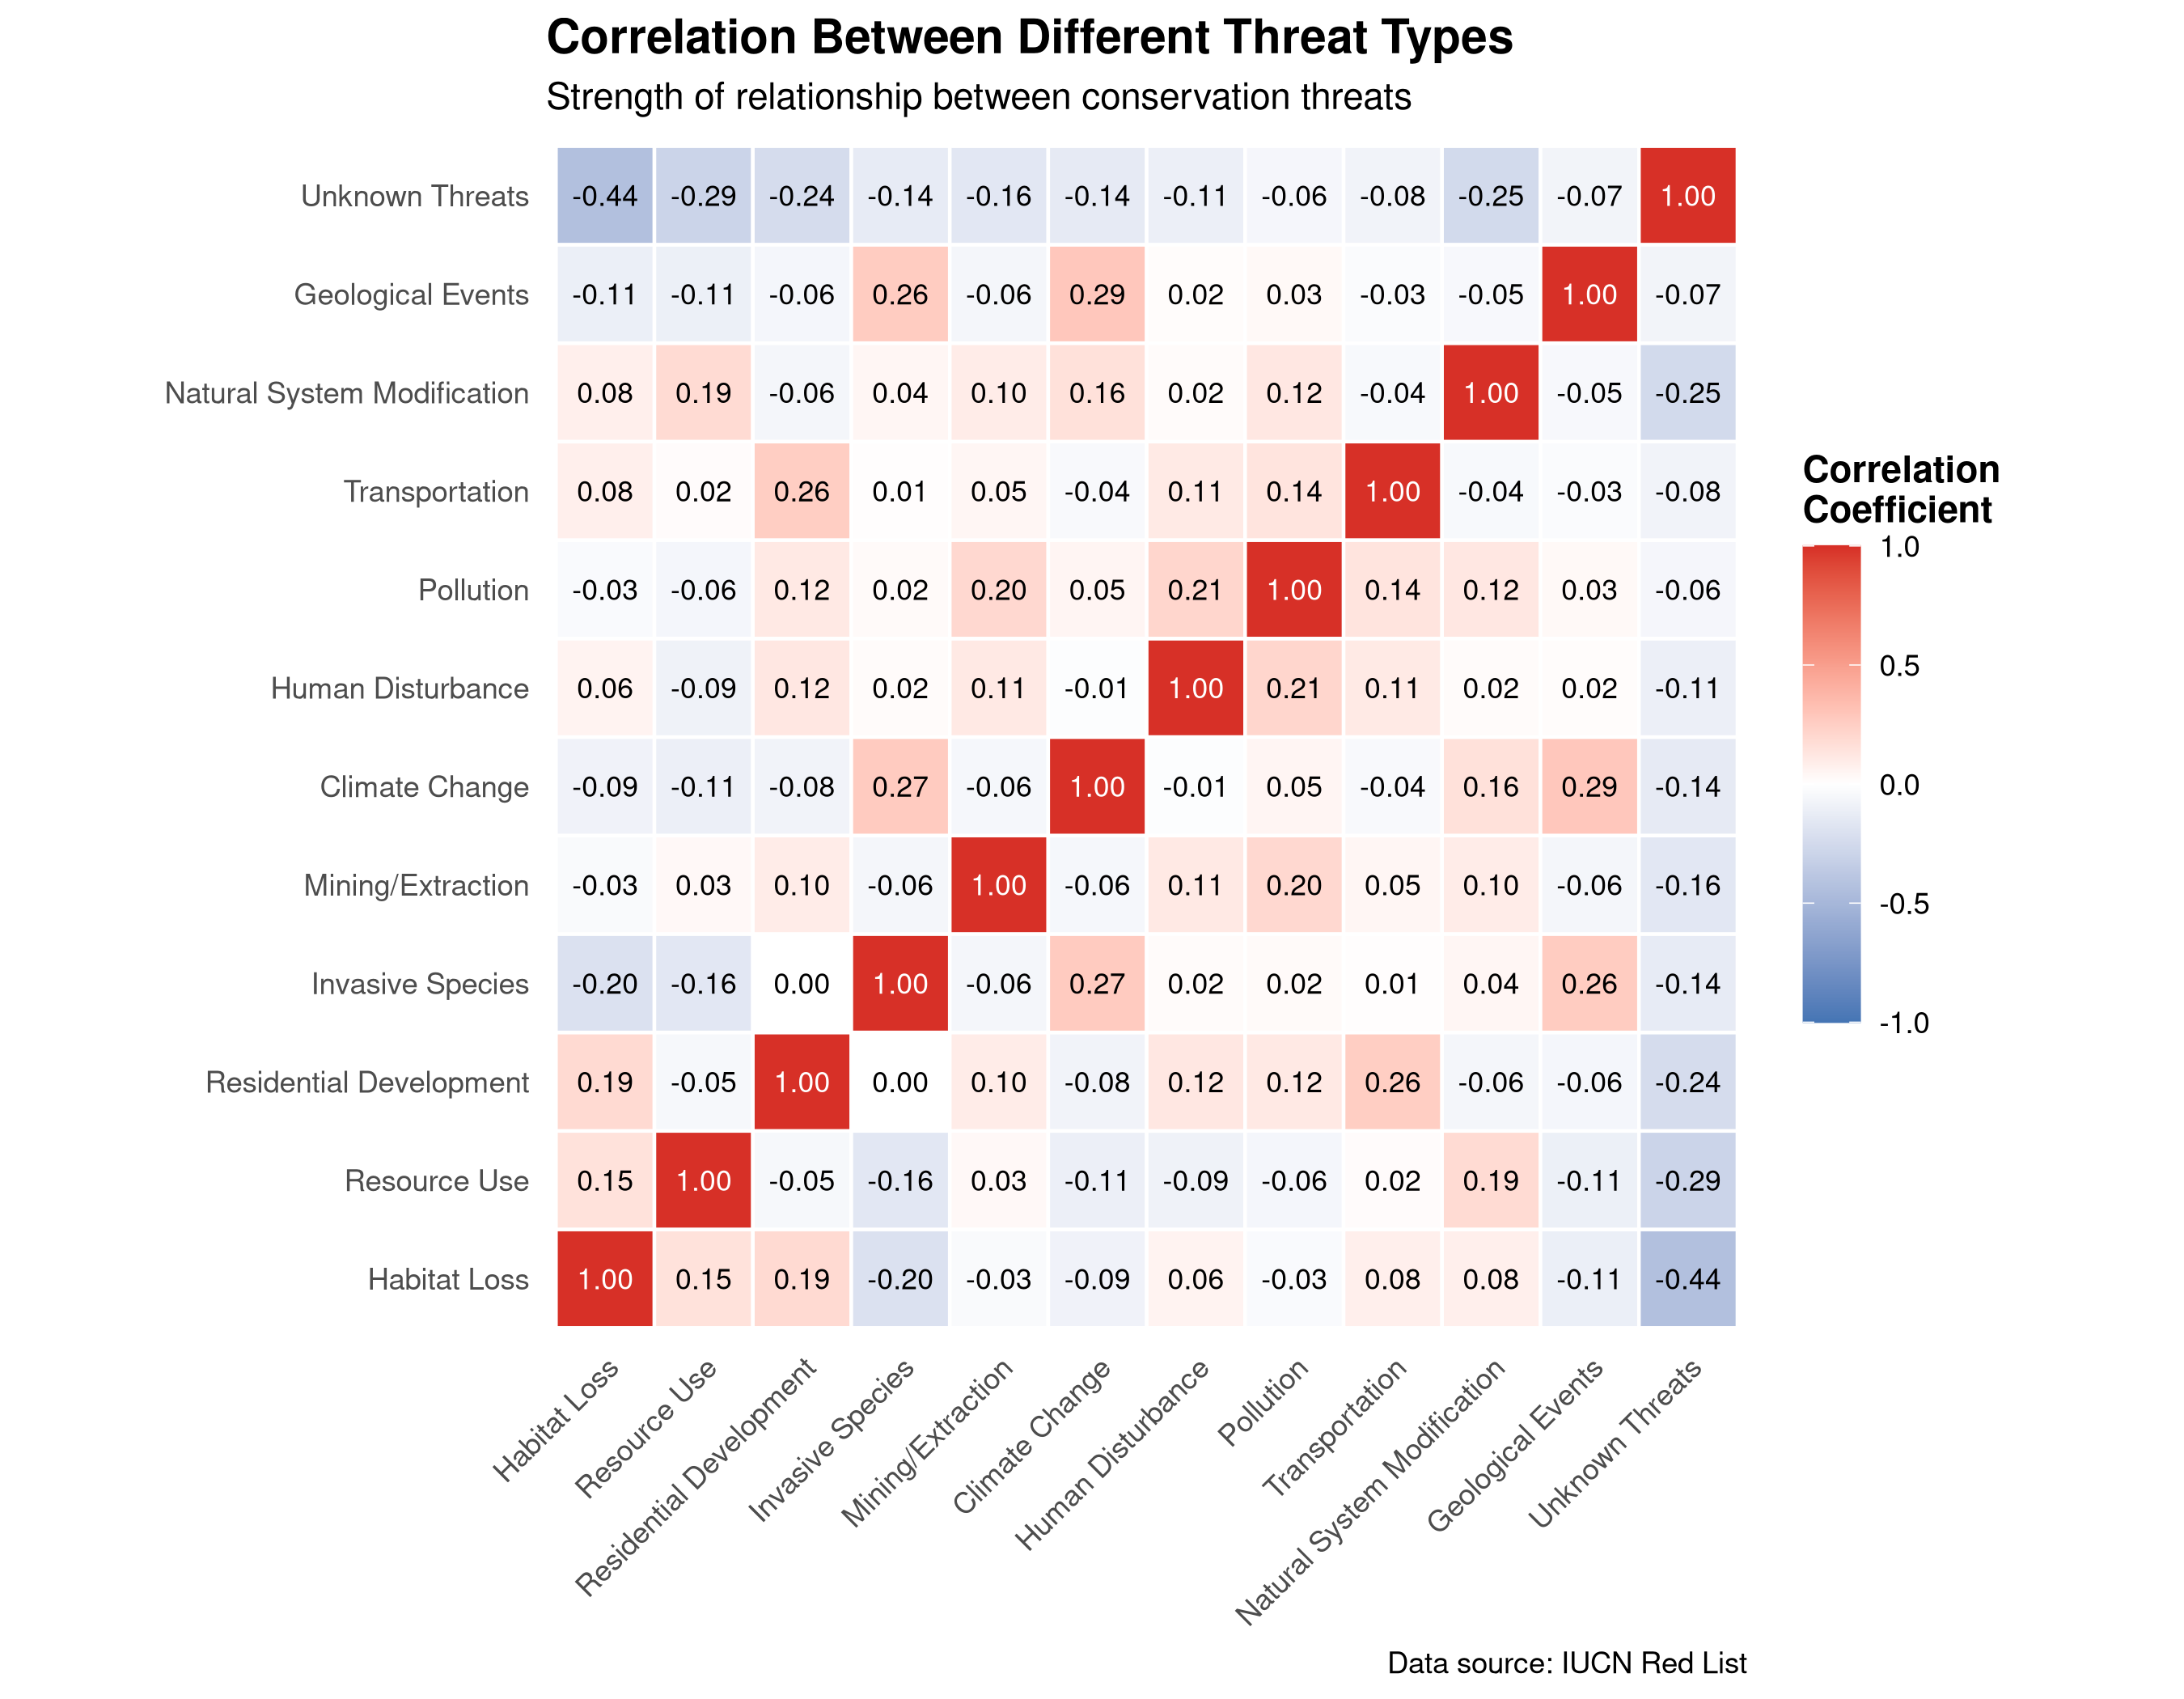 Correlation Between Different Threat Types
Strength of relationship between conservation threats
Unknown Threats -0.44 -0.29 -0.24 -0.14 -0.16 -0.14 -0.11 -0.06 -0.08 -0.25 -0.07 1.00
Geological Events -0.11 -0.11 -0.06 0.26 -0.06 0.29 0.02 0.03 -0.03 -0.05 1.00 -0.07
Natural System Modification 0.08 0.19 -0.06 0.04 0.10 0.16 0.02 0.12 -0.04 1.00 -0.05 -0.25
Transportation 0.08 0.02 0.26 0.01 0.05 -0.04 0.11 0.14 1.00 -0.04 -0.03 -0.08
Pollution -0.03 -0.06 0.12 0.02 0.20 0.05 0.21 1.00 0.14 0.12 0.03 -0.06
Human Disturbance 0.06 -0.09 0.12 0.02 0.11 -0.01 1.00 0.21 0.11 0.02 0.02 -0.11
Climate Change -0.09 -0.11 -0.08 0.27 -0.06 1.00 -0.01 0.05 -0.04 0.16 0.29 -0.14
Mining/Extraction -0.03 0.03 0.10 -0.06 1.00 -0.06 0.11 0.20 0.05 0.10 -0.06 -0.16
Invasive Species -0.20 -0.16 0.00 1.00 -0.06 0.27 0.02 0.02 0.01 0.04 0.26 -0.14
Residential Development 0.19 -0.05 1.00 0.00 0.10 -0.08 0.12 0.12 0.26 -0.06 -0.06 -0.24
Resource Use 0.15 1.00 -0.05 -0.16 0.03 -0.11 -0.09 -0.06 0.02 0.19 -0.11 -0.29
Habitat Loss 1.00 0.15 0.19 -0.20 -0.03 -0.09 0.06 -0.03 0.08 0.08 -0.11 -0.44
Habitat Loss
Resource Use
Residential Development
Invasive Species
Mining/Extraction
Climate Change
Human Disturbance
Pollution
Transportation
Natural System Modification
Geological Events
Unknown Threats
Correlation
Coefficient
1.0
0.5
0.0
-0.5
-1.0
Data source: IUCN Red List